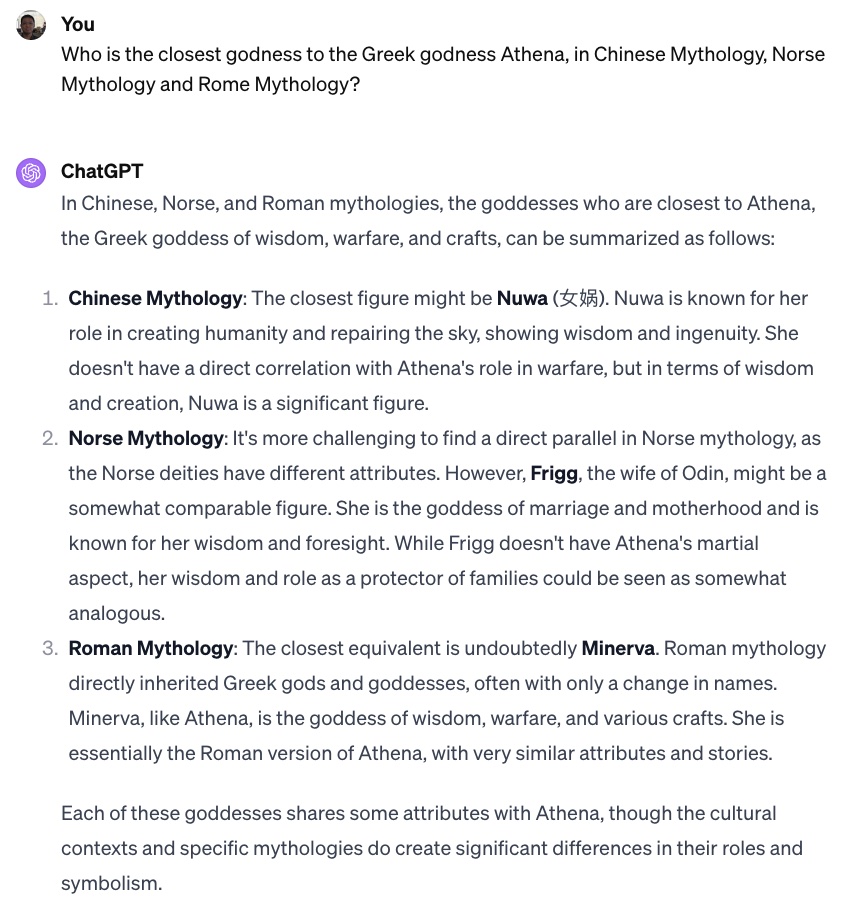 You
Who is the closest godness to the Greek godness Athena, in Chinese Mythology, Norse
Mythology and Rome Mythology?
ChatGPT
In Chinese, Norse, and Roman mythologies, the goddesses who are closest to Athena,
the Greek goddess of wisdom, warfare, and crafts, can be summarized as follows:
1. Chinese Mythology: The closest figure might be Nuwa (女娲). Nuwa is known for her
role in creating humanity and repairing the sky, showing wisdom and ingenuity. She
doesn't have a direct correlation with Athena's role in warfare, but in terms of wisdom
and creation, Nuwa is a significant figure.
2. Norse Mythology: It's more challenging to find a direct parallel in Norse mythology, as
the Norse deities have different attributes. However, Frigg, the wife of Odin, might be a
somewhat comparable figure. She is the goddess of marriage and motherhood and is
known for her wisdom and foresight. While Frigg doesn't have Athena's martial
aspect, her wisdom and role as a protector of families could be seen as somewhat
analogous.
3. Roman Mythology: The closest equivalent is undoubtedly Minerva. Roman mythology
directly inherited Greek gods and goddesses, often with only a change in names.
Minerva, like Athena, is the goddess of wisdom, warfare, and various crafts. She is
essentially the Roman version of Athena, with very similar attributes and stories.
Each of these goddesses shares some attributes with Athena, though the cultural
contexts and specific mythologies do create significant differences in their roles and
symbolism.